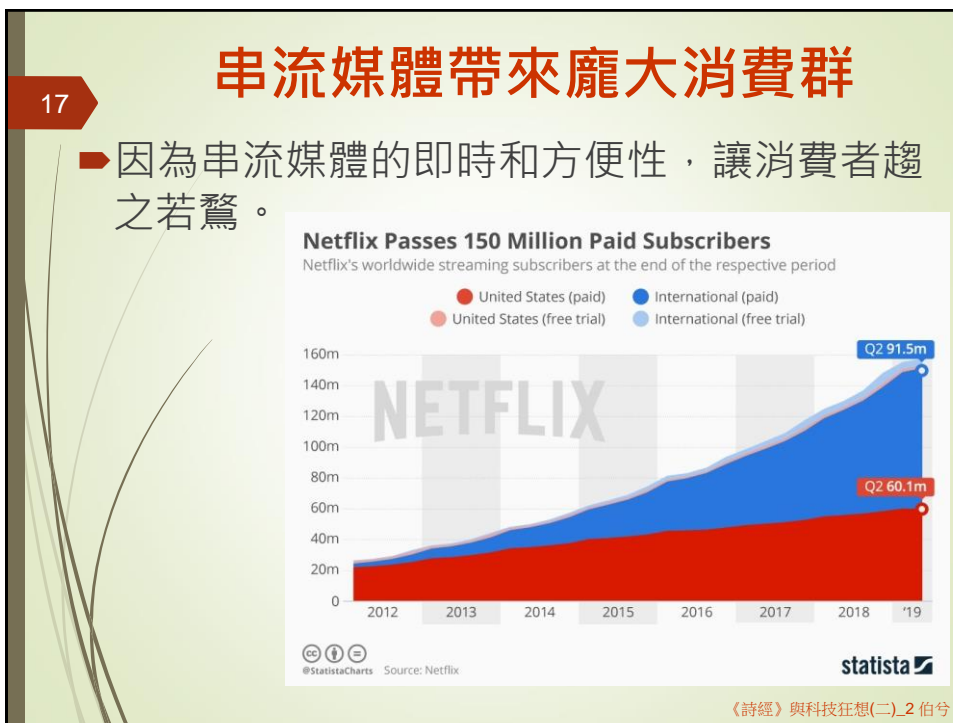 串流媒體帶來龐大消費群
17
因為串流媒體的即時和方便性，讓消費者趨
之若鶩。
Netflix Passes 150 Million Paid Subscribers
Netflix's worldwide streaming subscribers at the end of the respective period
United States (paid) International (paid)
United States (free trial) International (free trial)
160m
140m
120m
100m
80m
60m
40m
20m
0
NETFLIX
Q2 91.5m
Q2 60.1m
2012 2013 2014 2015 2016 2017 2018 '19
@StatistaCharts Source: Netflix
statista
《詩經》與科技狂想(二)_2 伯兮